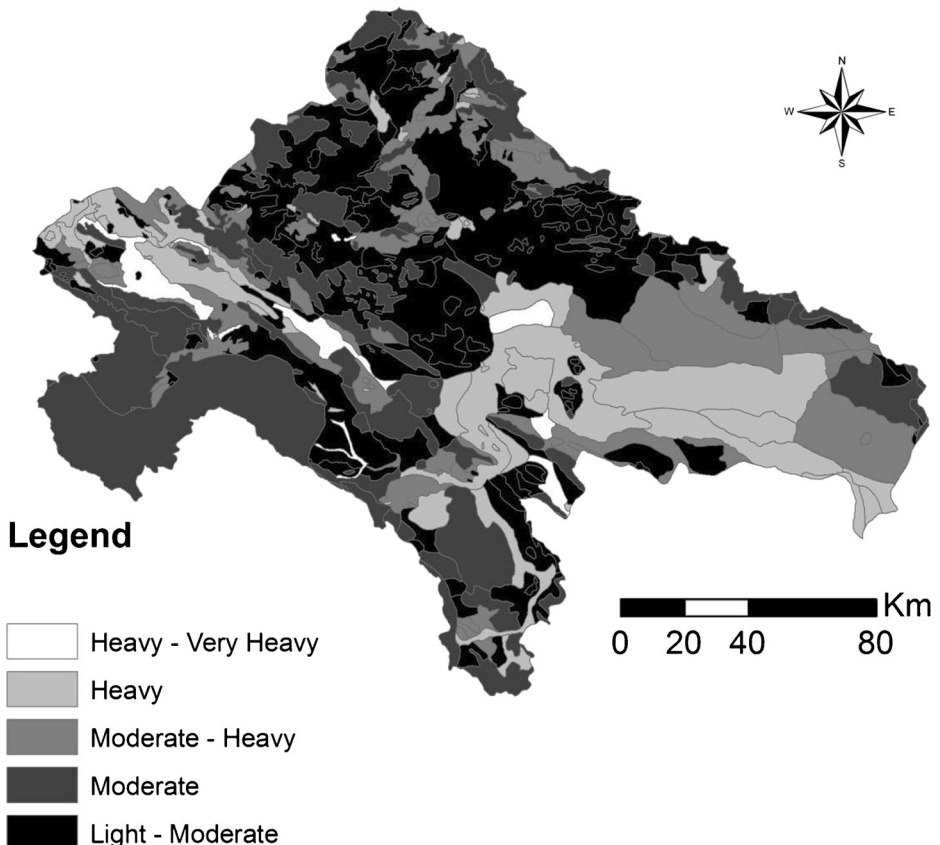 N
W E
S
Legend
Km
0 20 40 80
Heavy - Very Heavy
Heavy
Moderate - Heavy
Moderate
Light - Moderate